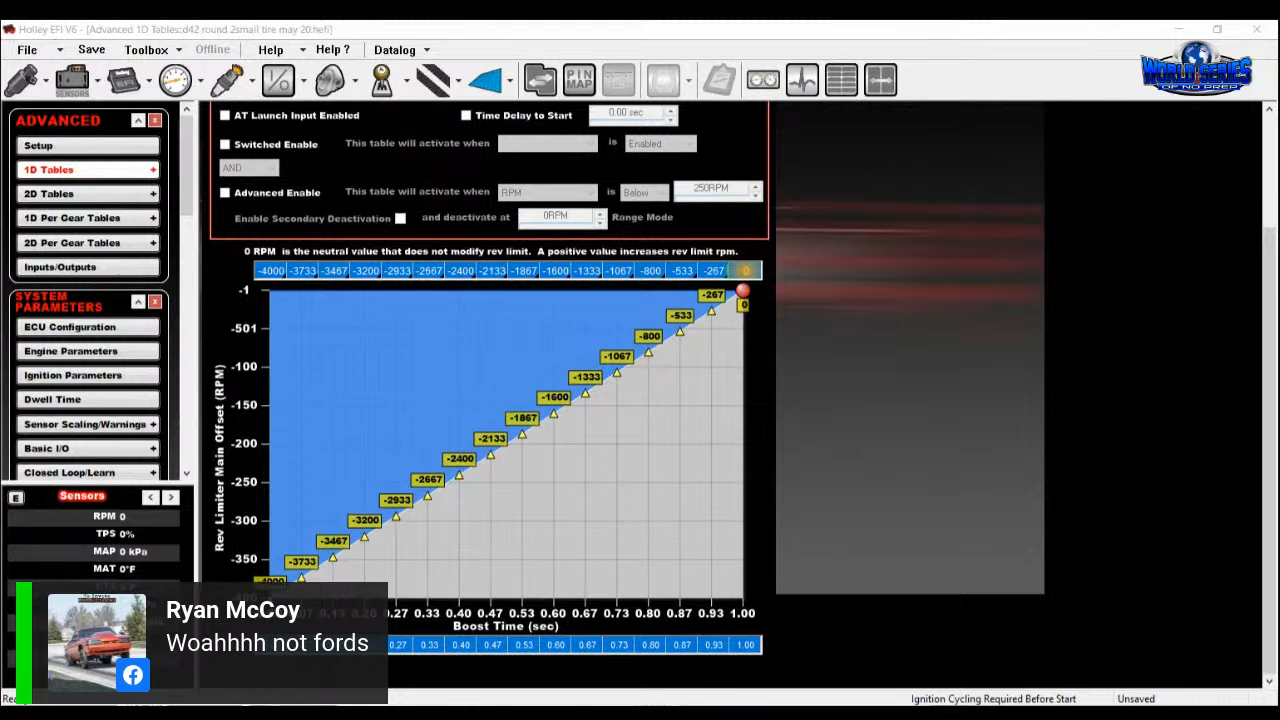 Holley EFI V6 - [Advanced 1D Tables::d42 round 2small tire may 20.hefi]
File Save Toolbox Offline Help Help ? Datalog
WORLD SERIES
OF NO PREP
SENSORS
PIN MAP
ADVANCED
Setup
1D Tables +
2D Tables +
1D Per Gear Tables +
2D Per Gear Tables +
Inputs/Outputs
SYSTEM
PARAMETERS
ECU Configuration
Engine Parameters
Ignition Parameters
Dwell Time
Sensor Scaling/Warnings +
Basic I/O +
Closed Loop/Learn +
E Sensors < >
RPM 0
TPS 0%
MAP 0 kPa
MAT 0°F
AT Launch Input Enabled Time Delay to Start 0.00 sec
Switched Enable This table will activate when is Enabled
AND
Advanced Enable This table will activate when RPM is Below 250RPM
Enable Secondary Deactivation and deactivate at 0RPM Range Mode
0 RPM is the neutral value that does not modify rev limit. A positive value increases rev limit rpm.
-4000 -3733 -3467 -3200 -2933 -2667 -2400 -2133 -1867 -1600 -1333 -1067 -800 -533 -267 0
Rev Limiter Main Offset (RPM)
-1
-501
-100
-150
-200
-250
-300
-350
-4000
-3733
-3467
-3200
-2933
-2667
-2400
-2133
-1867
-1600
-1333
-1067
-800
-533
-267
0
0.27 0.33 0.40 0.47 0.53 0.60 0.67 0.73 0.80 0.87 0.93 1.00
Boost Time (sec)
0.27 0.33 0.40 0.47 0.53 0.60 0.67 0.73 0.80 0.87 0.93 1.00
Ryan McCoy
Woahhhh not fords
Ignition Cycling Required Before Start Unsaved